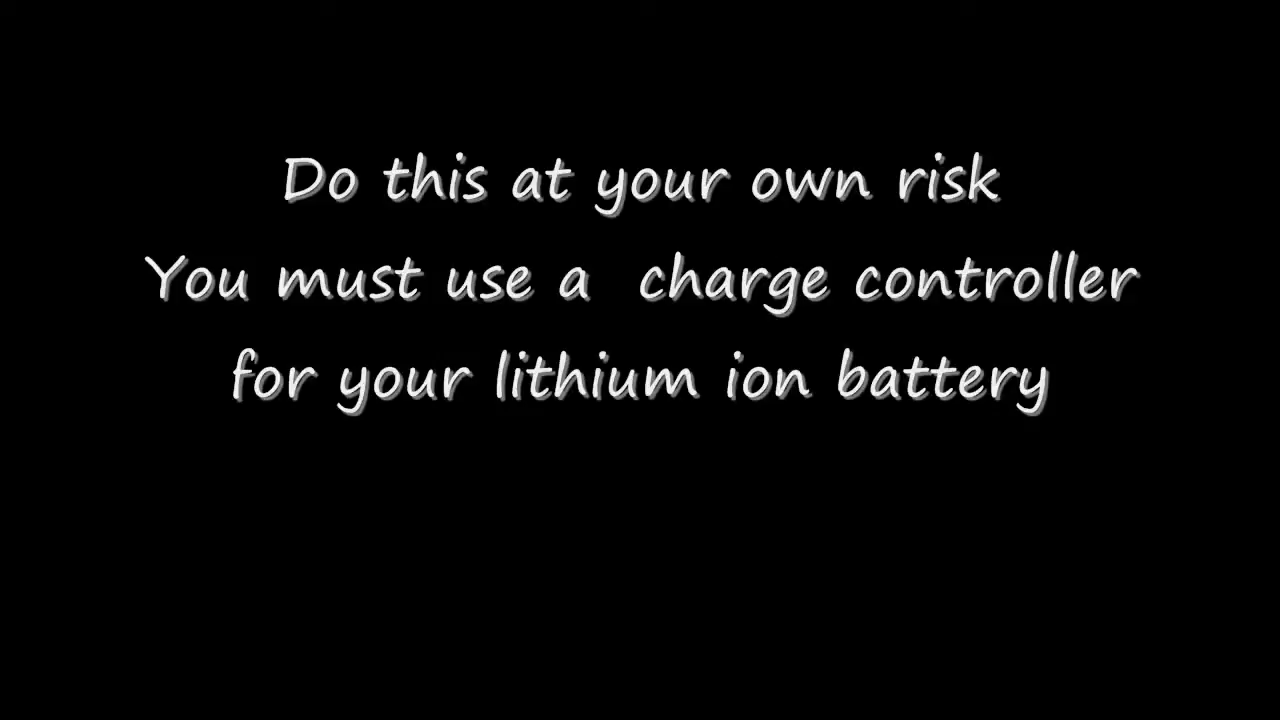 Do this at your own risk
You must use a charge controller
for your lithium ion battery